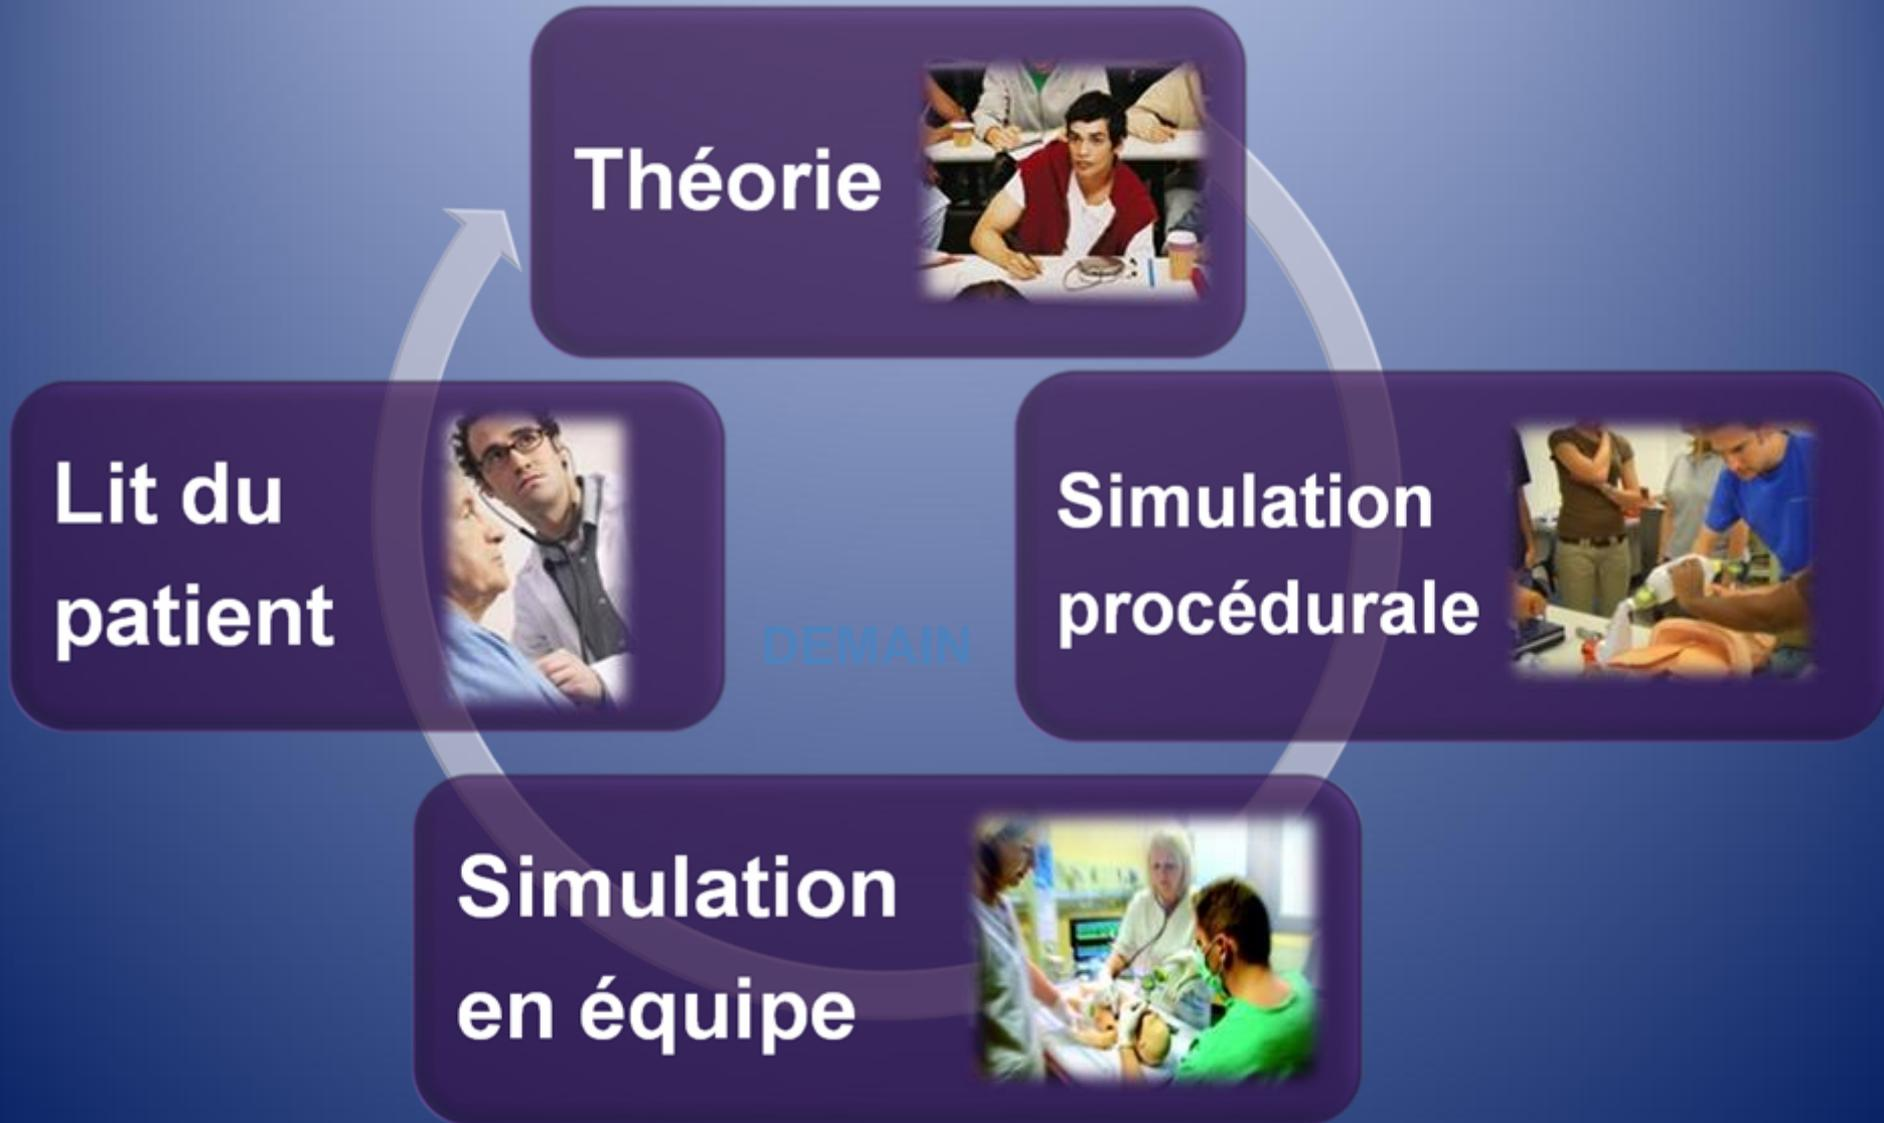 Théorie
Simulation
procédurale
Simulation
en équipe
Lit du
patient
DEMAIN